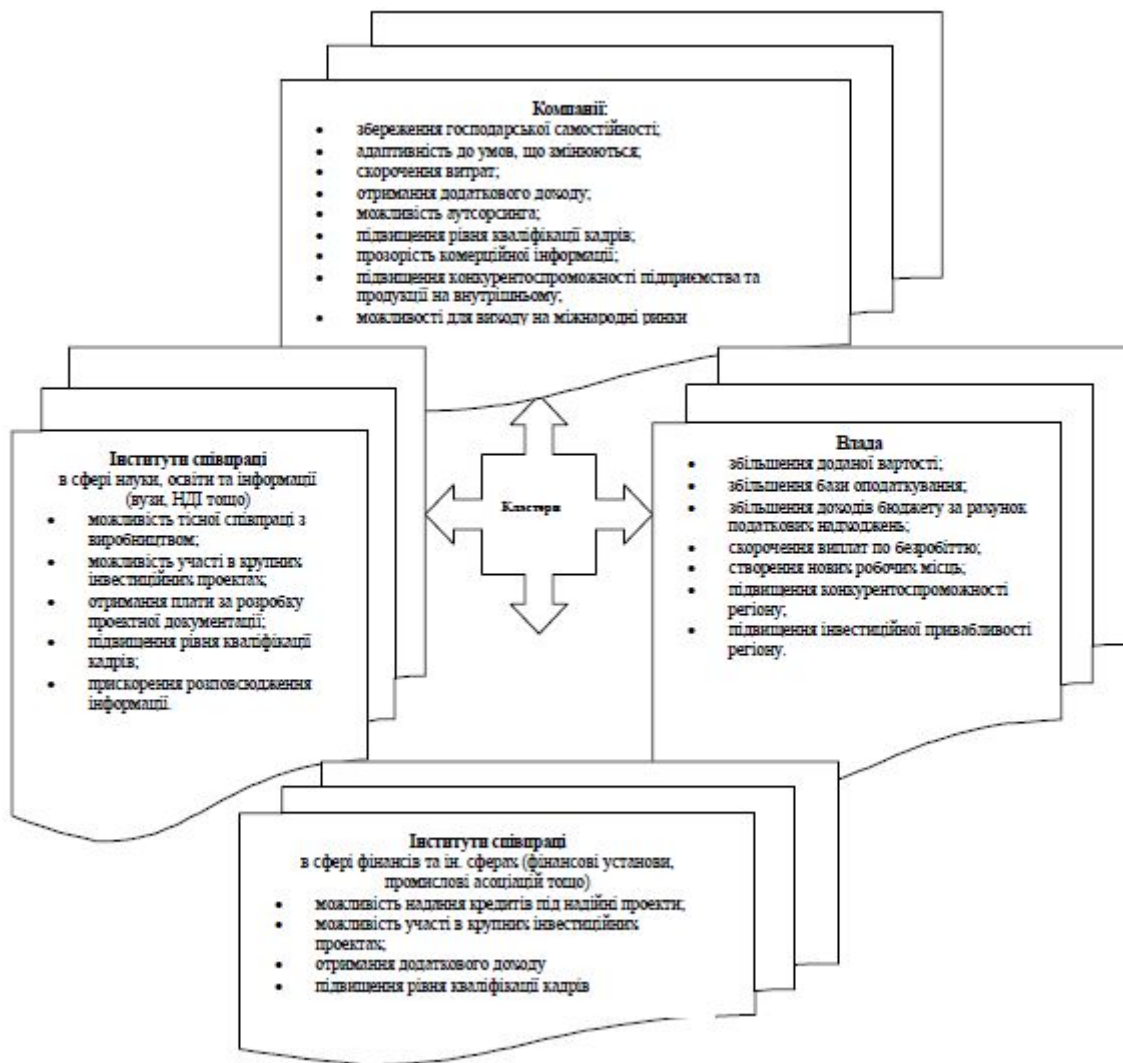 Компанії:
• збереження господарської самостійності;
• адаптивність до умов, що змінюються;
• скорочення витрат;
• отримання додаткового доходу;
• можливість аутсорсинга;
• підвищення рівня кваліфікації кадрів;
• прозорість комерційної інформації;
• підвищення конкурентоспроможності підприємства та
продукції на внутрішньому;
• можливості для виходу на міжнародні ринки
Інститути співпраці
в сфері науки, освіти та інформації
(вузи, НДІ тощо)
• можливість тісної співпраці з
виробництвом;
• можливість участі в крупних
інвестиційних проектах;
• отримання плати за розробку
проектної документації;
• підвищення рівня кваліфікації
кадрів;
• прискорення розповсюдження
інформації.
Кластери
Влада
• збільшення доданої вартості;
• збільшення бази оподаткування;
• збільшення доходів бюджету за рахунок
податкових надходжень;
• скорочення виплат по безробіттю;
• створення нових робочих місць;
• підвищення конкурентоспроможності
регіону;
• підвищення інвестиційної привабливості
регіону.
Інститути співпраці
в сфері фінансів та ін. сферах (фінансові установи,
промислові асоціацій тощо)
• можливість надання кредитів під надійні проекти;
• можливість участі в крупних інвестиційних
проектах;
• отримання додаткового доходу
• підвищення рівня кваліфікації кадрів